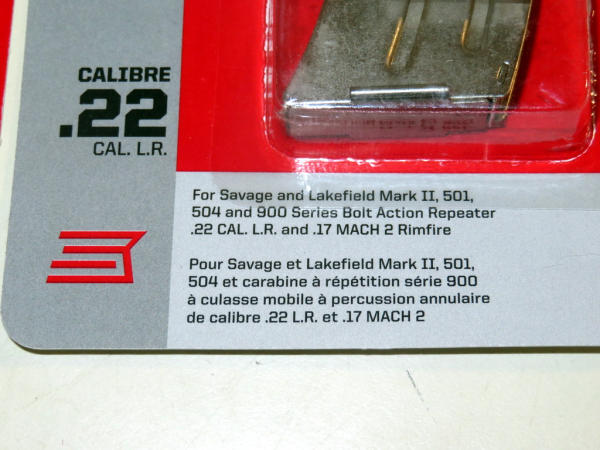 CALIBRE
.22
CAL. L.R.
For Savage and Lakefield Mark II, 501,
504 and 900 Series Bolt Action Repeater
.22 CAL. L.R. and .17 MACH 2 Rimfire
Pour Savage et Lakefield Mark II, 501,
504 et carabine à répétition série 900
à culasse mobile à percussion annulaire
de calibre .22 L.R. et .17 MACH 2